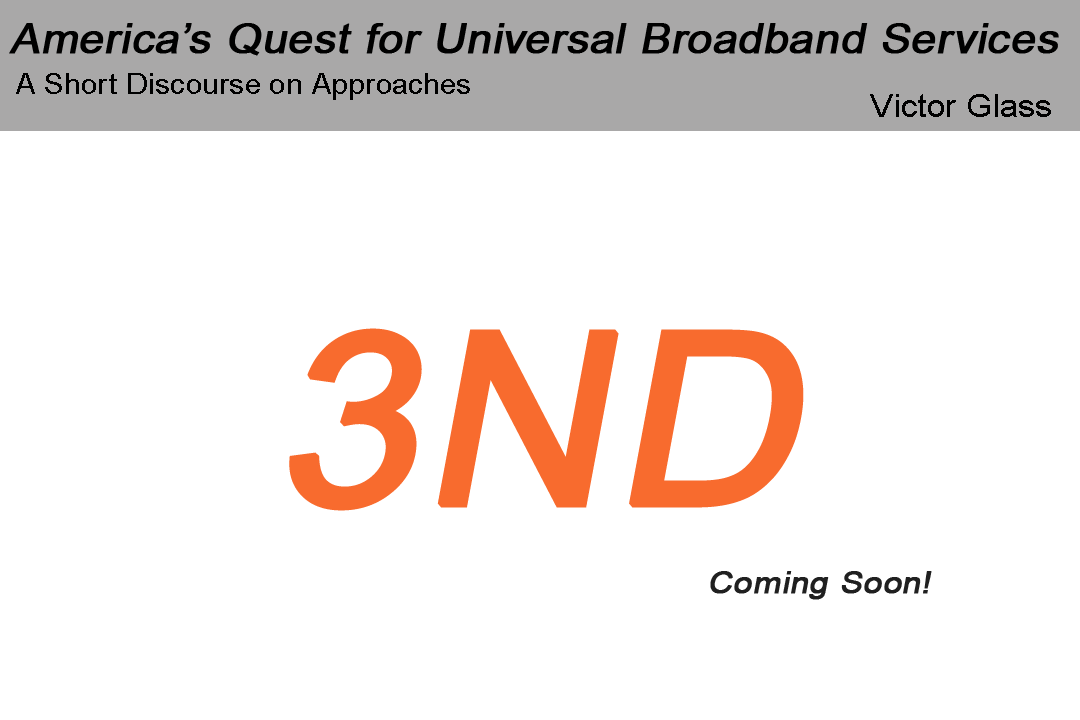 America’s Quest for Universal Broadband Services
A Short Discourse on Approaches
Victor Glass
3ND
Coming Soon!